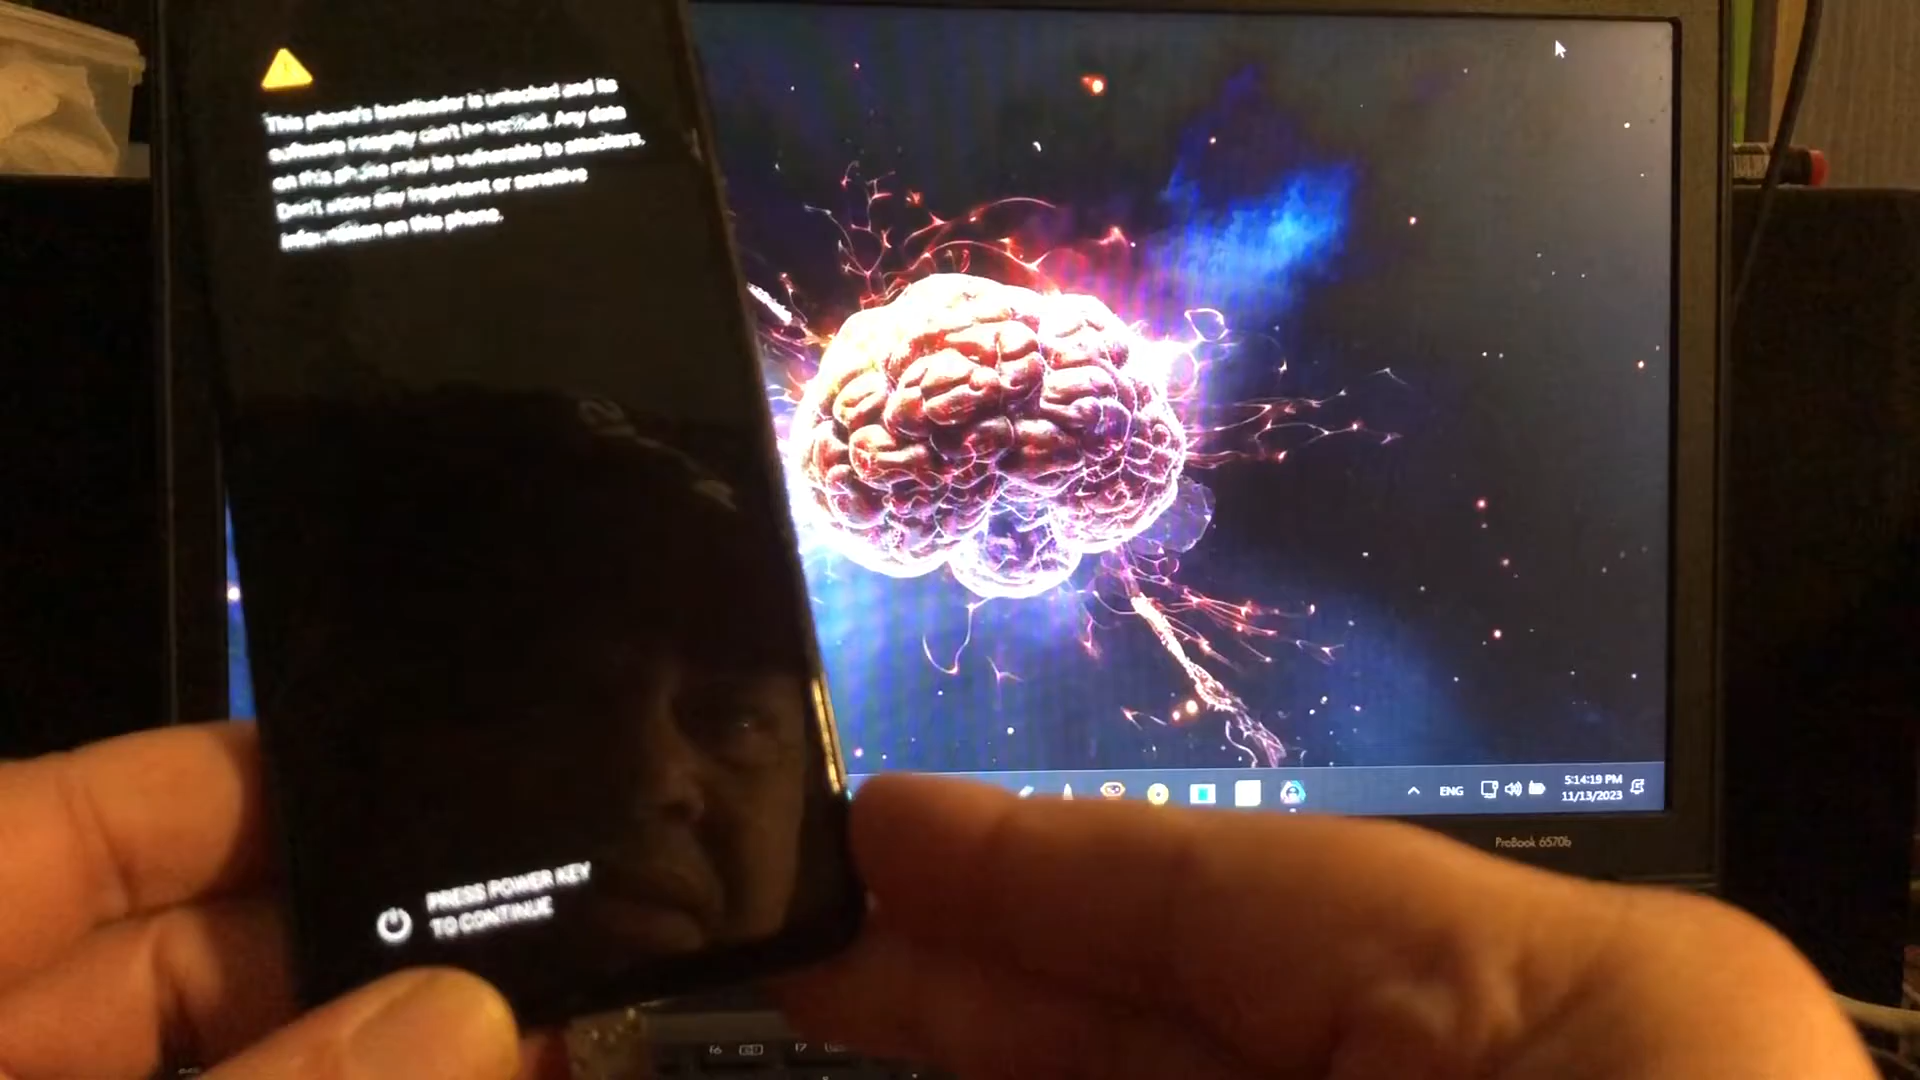 This phone's bootloader is unlocked and its
software integrity can't be verified. Any data
on this phone may be vulnerable to attackers.
Don't store any important or sensitive
information on this phone.
PRESS POWER KEY
TO CONTINUE
ENG
5:14:19 PM
11/13/2023
ProBook 6570b
f6
f7